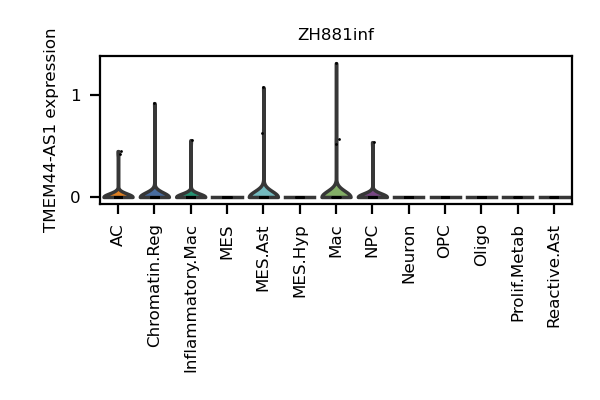 ZH881inf
TMEM44-AS1 expression
1
0
AC
Chromatin.Reg
Inflammatory.Mac
MES
MES.Ast
MES.Hyp
Mac
NPC
Neuron
OPC
Oligo
Prolif.Metab
Reactive.Ast